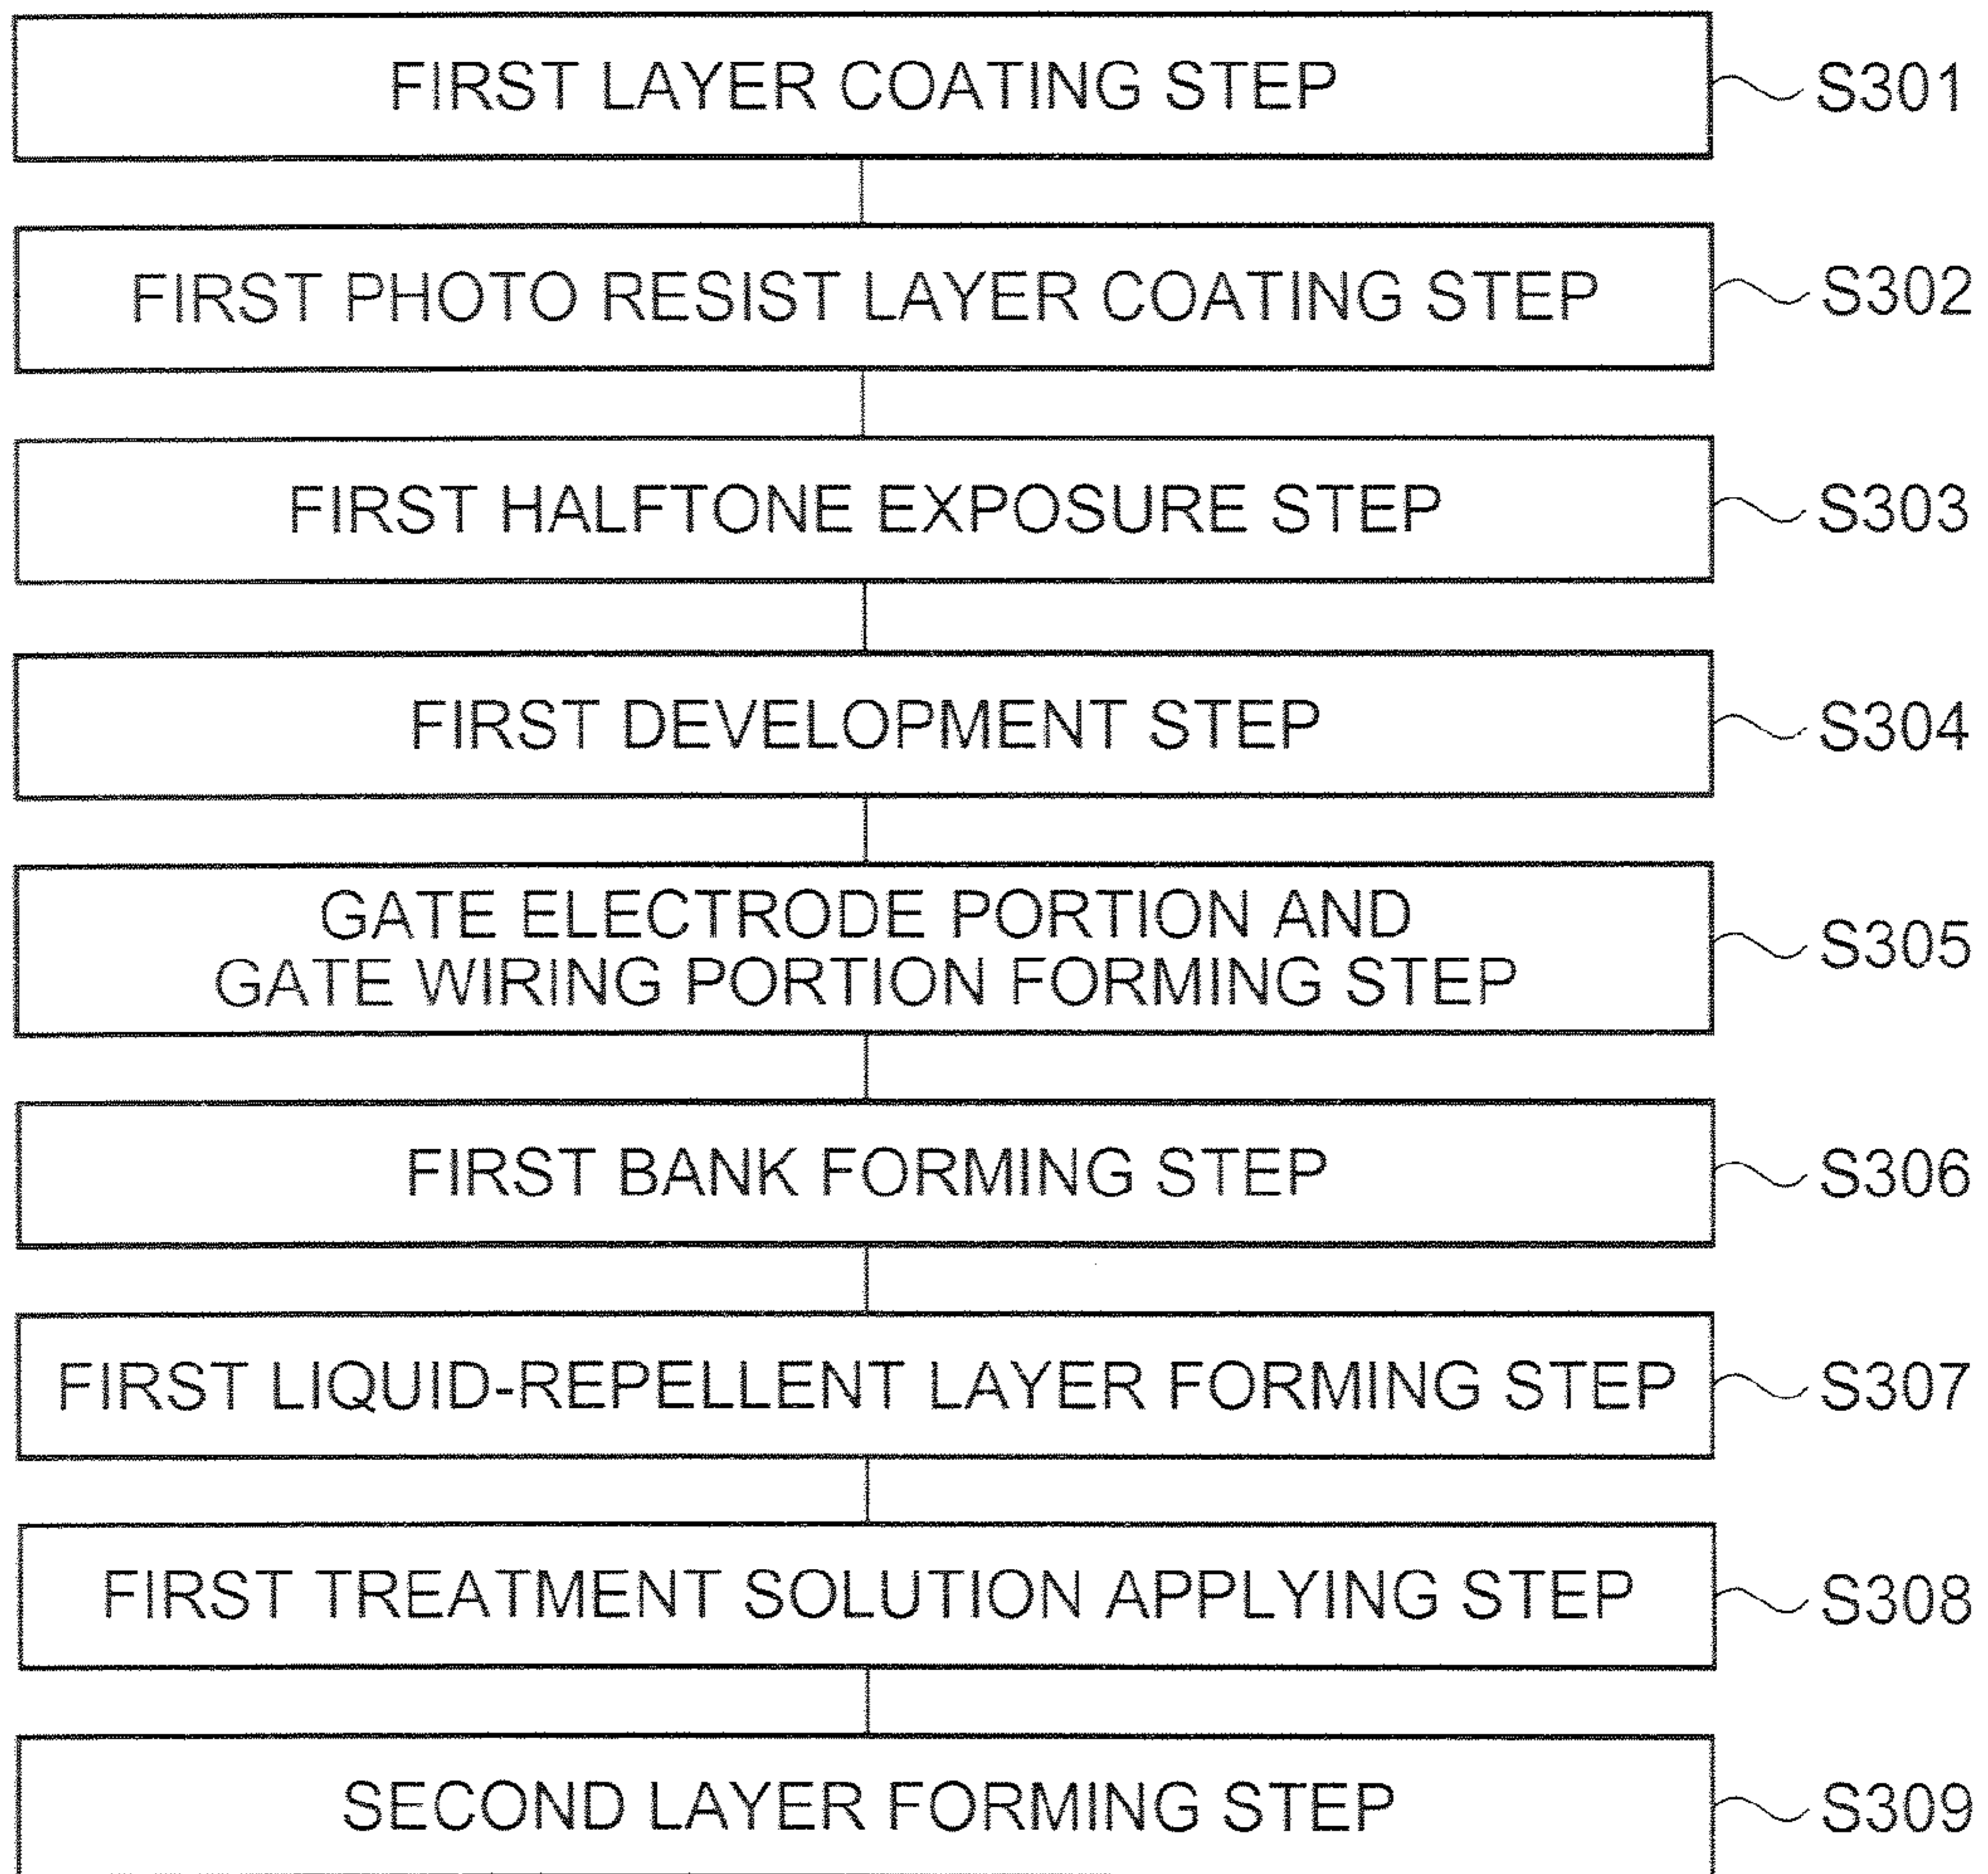 FIRST LAYER COATING STEP
S301
FIRST PHOTO RESIST LAYER COATING STEP
S302
FIRST HALFTONE EXPOSURE STEP
S303
FIRST DEVELOPMENT STEP
S304
GATE ELECTRODE PORTION AND
GATE WIRING PORTION FORMING STEP
S305
FIRST BANK FORMING STEP
S306
FIRST LIQUID-REPELLENT LAYER FORMING STEP
S307
FIRST TREATMENT SOLUTION APPLYING STEP
S308
SECOND LAYER FORMING STEP
S309